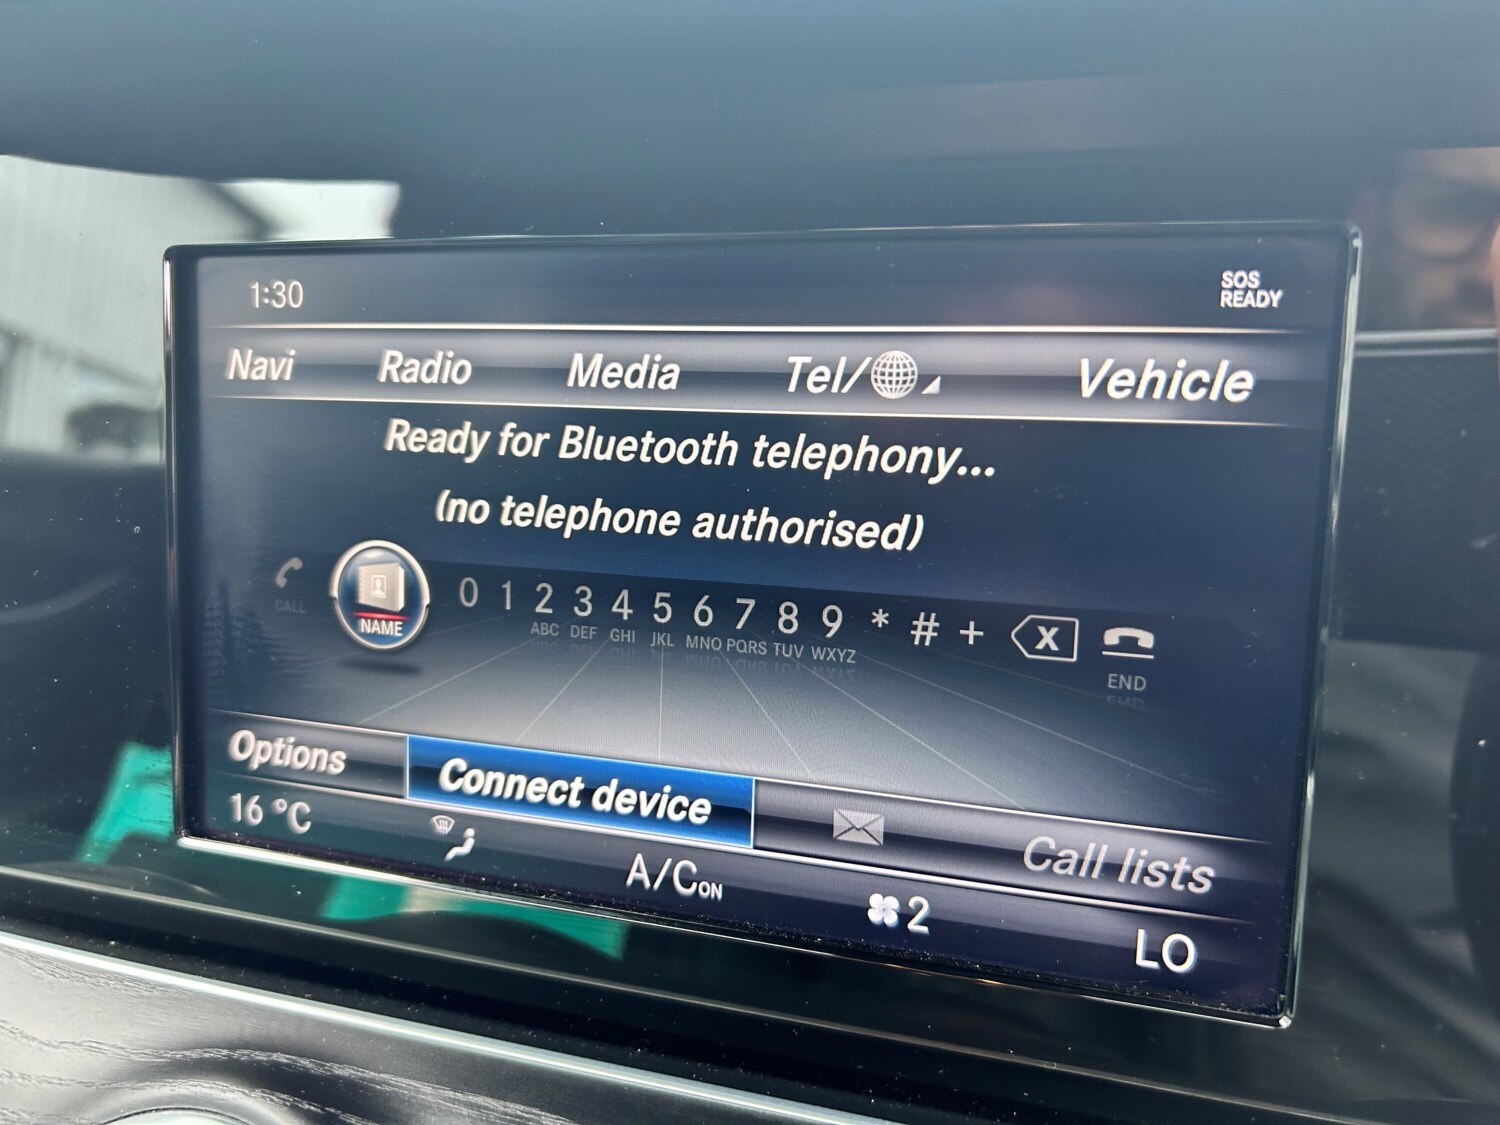 1:30
SOS
READY
Navi Radio Media Tel/ Vehicle
Ready for Bluetooth telephony...
(no telephone authorised)
CALL
NAME
0 1 2 3 4 5 6 7 8 9 * # + X
ABC DEF GHI JKL MNO PQRS TUV WXYZ
END
Options Connect device Call lists
16 °C A/C ON 2 LO